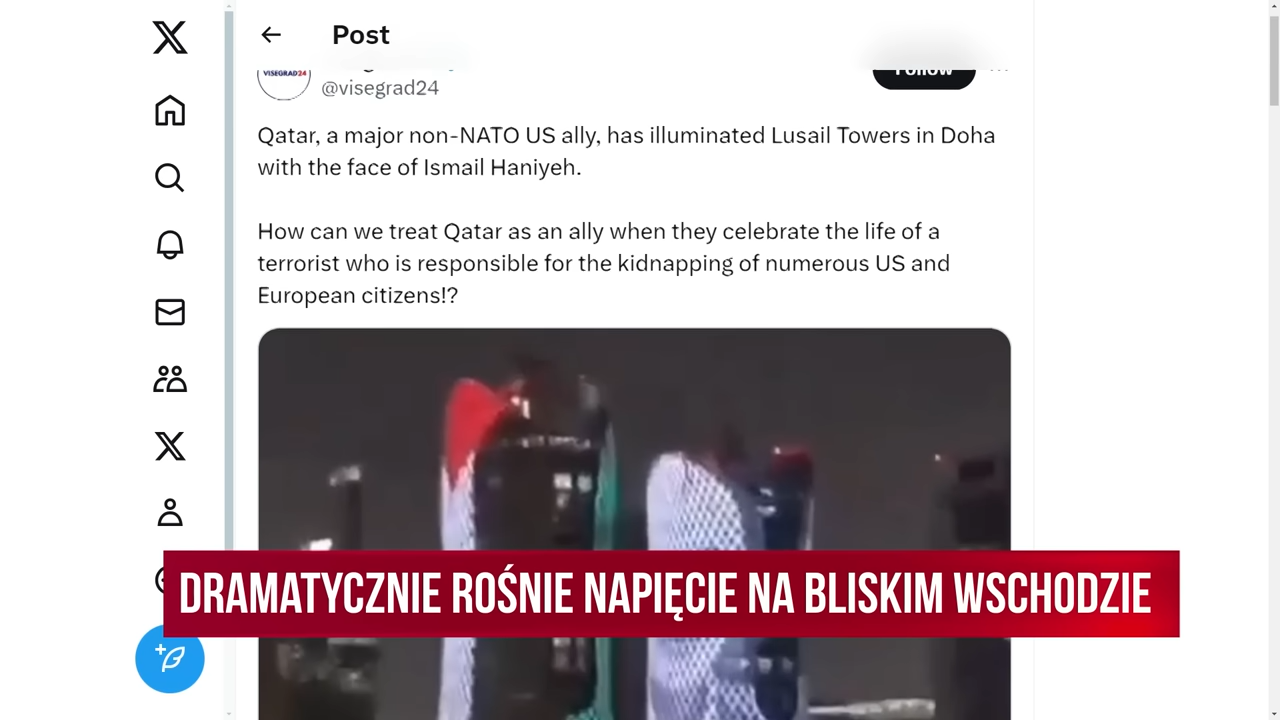 Post
VISEGRAD24
@visegrad24
Follow
Qatar, a major non-NATO US ally, has illuminated Lusail Towers in Doha
with the face of Ismail Haniyeh.
How can we treat Qatar as an ally when they celebrate the life of a
terrorist who is responsible for the kidnapping of numerous US and
European citizens!?
DRAMATYCZNIE ROŚNIE NAPIĘCIE NA BLISKIM WSCHODZIE